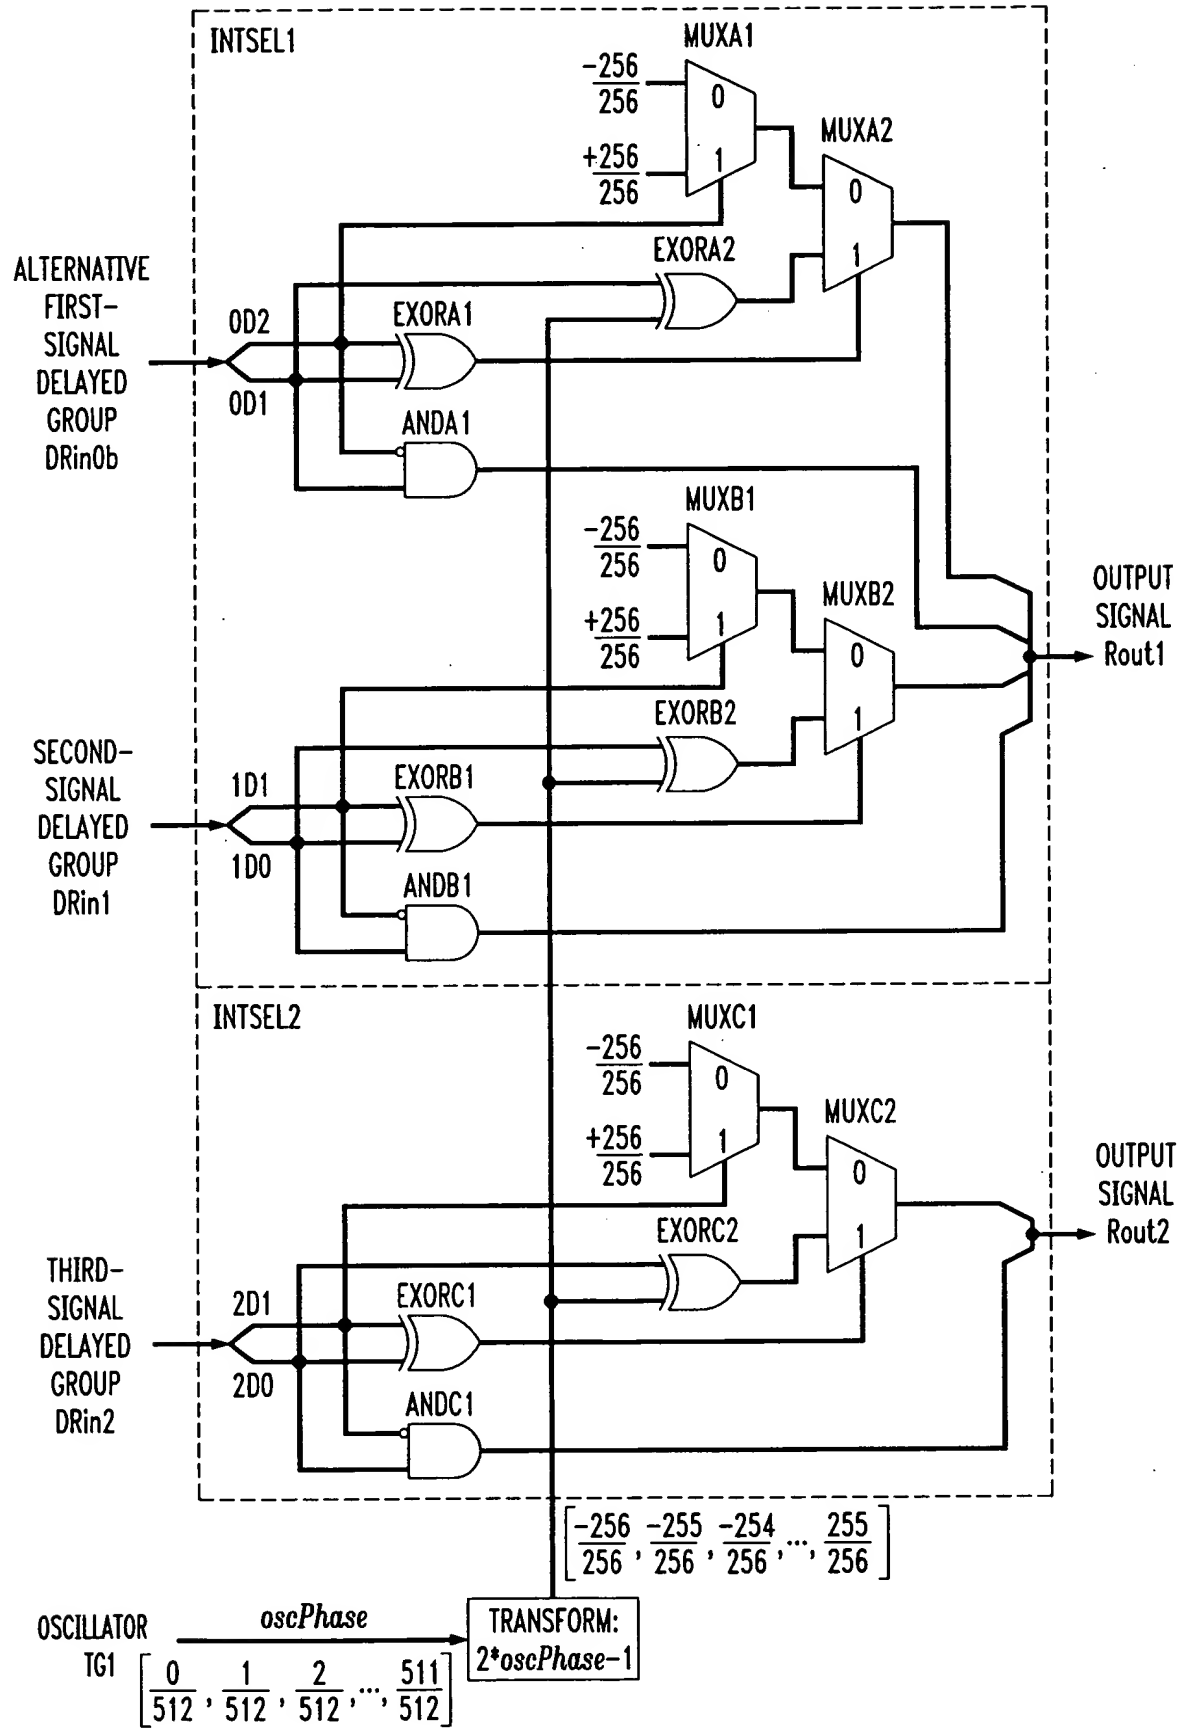 INTSEL1
MUXA1
-256
256
0
+256
256
1
MUXA2
0
1
EXORA2
ALTERNATIVE
FIRST-
SIGNAL
DELAYED
GROUP
DRin0b
0D2
0D1
EXORA1
ANDA1
MUXB1
-256
256
0
+256
256
1
MUXB2
0
1
EXORB2
OUTPUT
SIGNAL
Rout1
SECOND-
SIGNAL
DELAYED
GROUP
DRin1
1D1
1D0
EXORB1
ANDB1
INTSEL2
MUXC1
-256
256
0
+256
256
1
MUXC2
0
1
EXORC2
OUTPUT
SIGNAL
Rout2
THIRD-
SIGNAL
DELAYED
GROUP
DRin2
2D1
2D0
EXORC1
ANDC1
[-256/256, -255/256, -254/256, ..., 255/256]
OSCILLATOR
TG1
oscPhase
[0/512, 1/512, 2/512, ..., 511/512]
TRANSFORM:
2*oscPhase-1